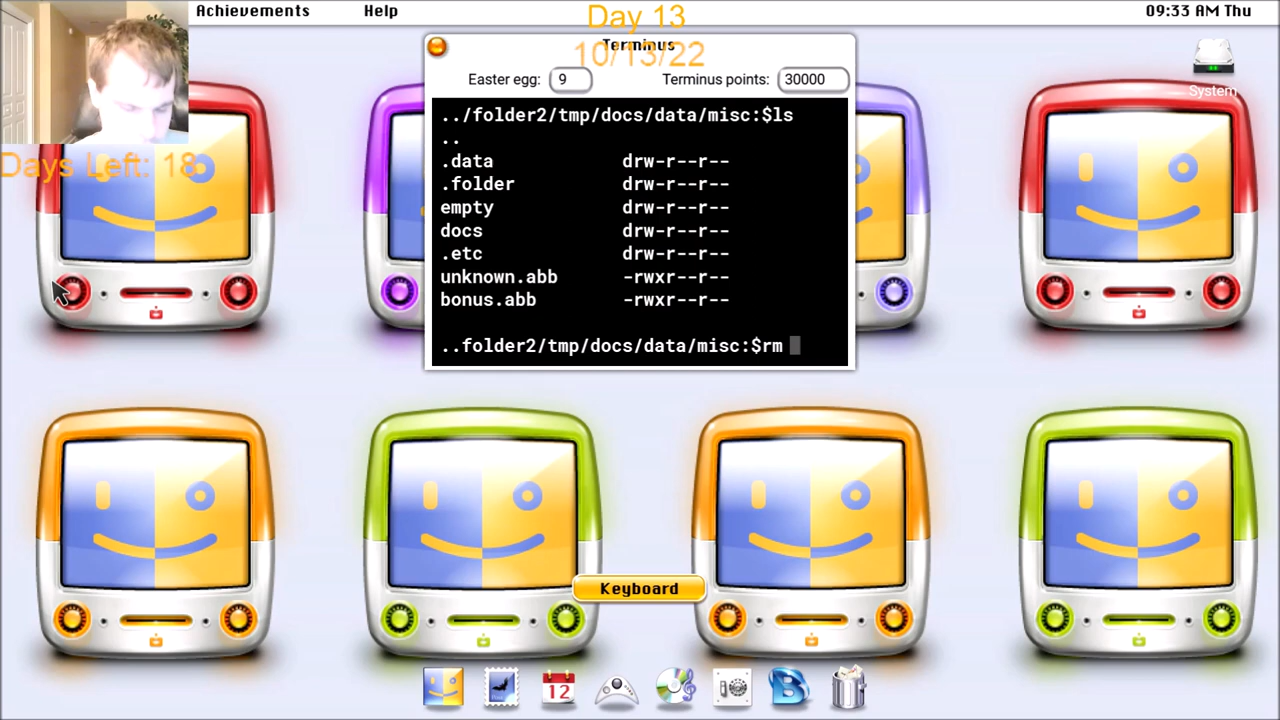 Achievements
Help
Day 13
09:33 AM Thu
Terminus
10/13/22
Easteregg: 9
Terminus points: 30000
System
../folder2/tmp/docs/data/misc:$ls
..
.data drw-r--r--
.folder drw-r--r--
empty drw-r--r--
docs drw-r--r--
.etc drw-r--r--
unknown.abb -rwxr--r--
bonus.abb -rwxr--r--
..folder2/tmp/docs/data/misc:$rm
Days Left: 18
Keyboard
12